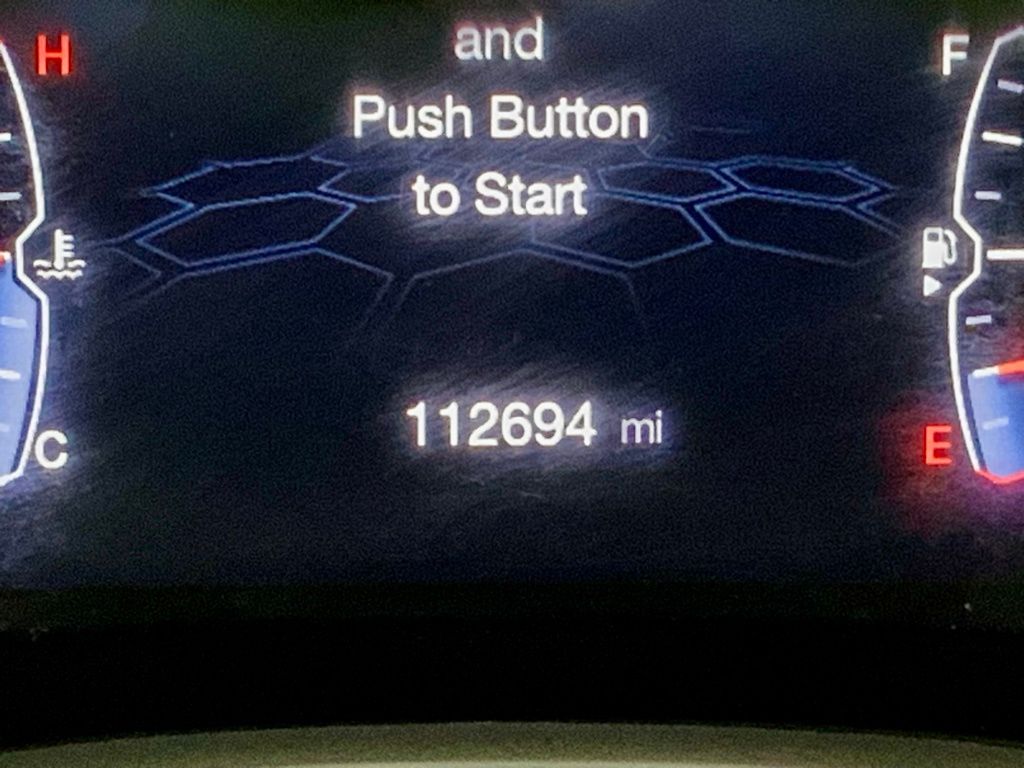 H
and
F
Push Button
to Start
112694 mi
C
E